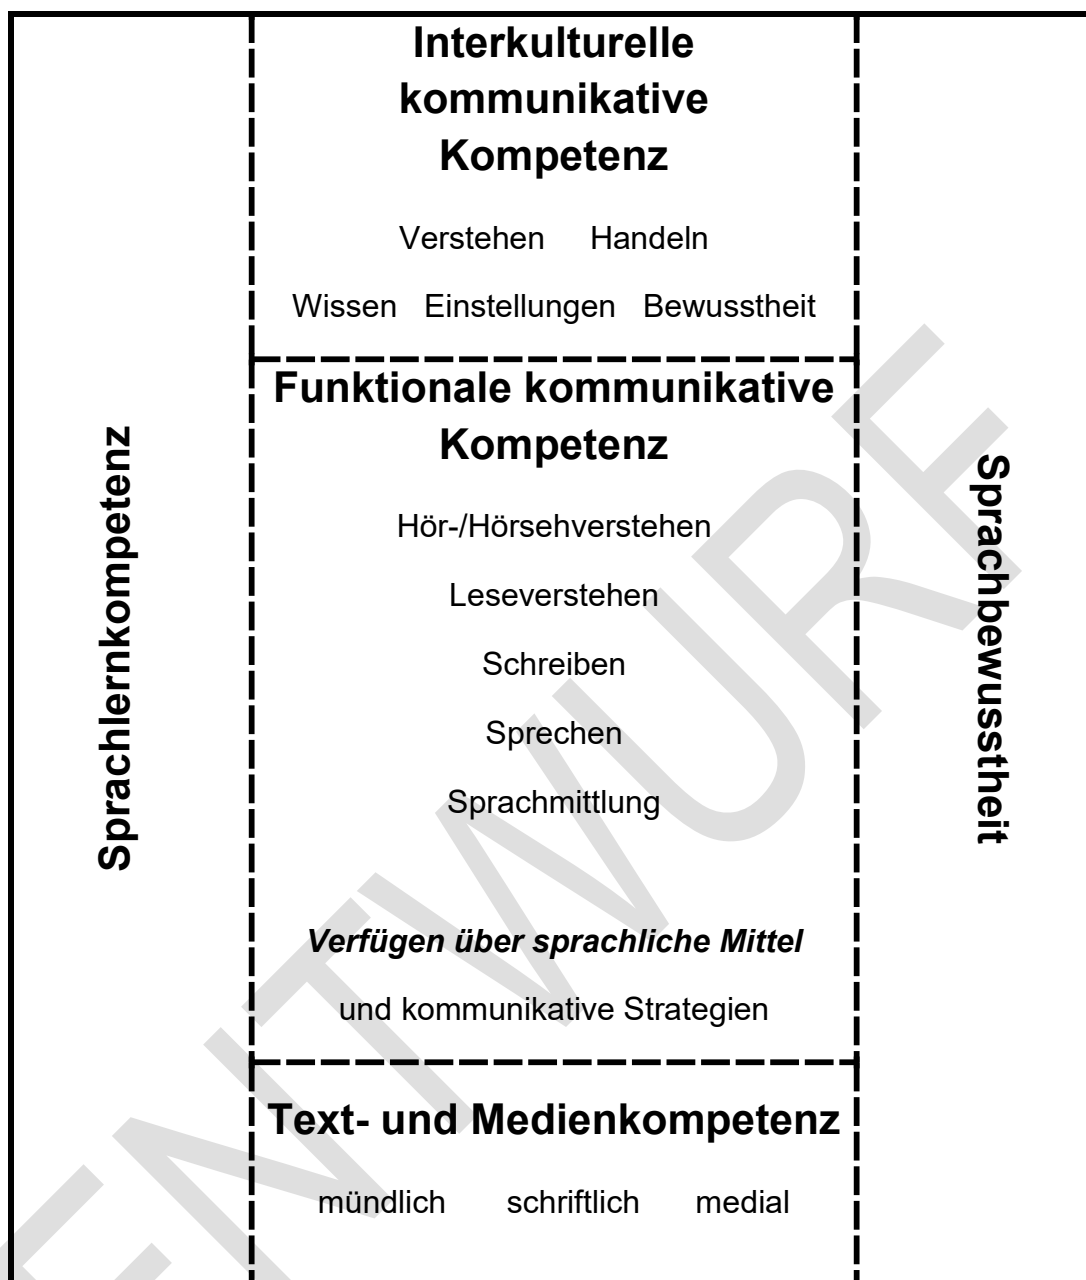 Sprachlernkompetenz
Interkulturelle
kommunikative
Kompetenz
Verstehen Handeln
Wissen Einstellungen Bewusstheit
Funktionale kommunikative
Kompetenz
Hör-/Hörsehverstehen
Leseverstehen
Schreiben
Sprechen
Sprachmittlung
Verfügen über sprachliche Mittel
und kommunikative Strategien
Text- und Medienkompetenz
mündlich schriftlich medial
Sprachbewusstheit
ENTWURF